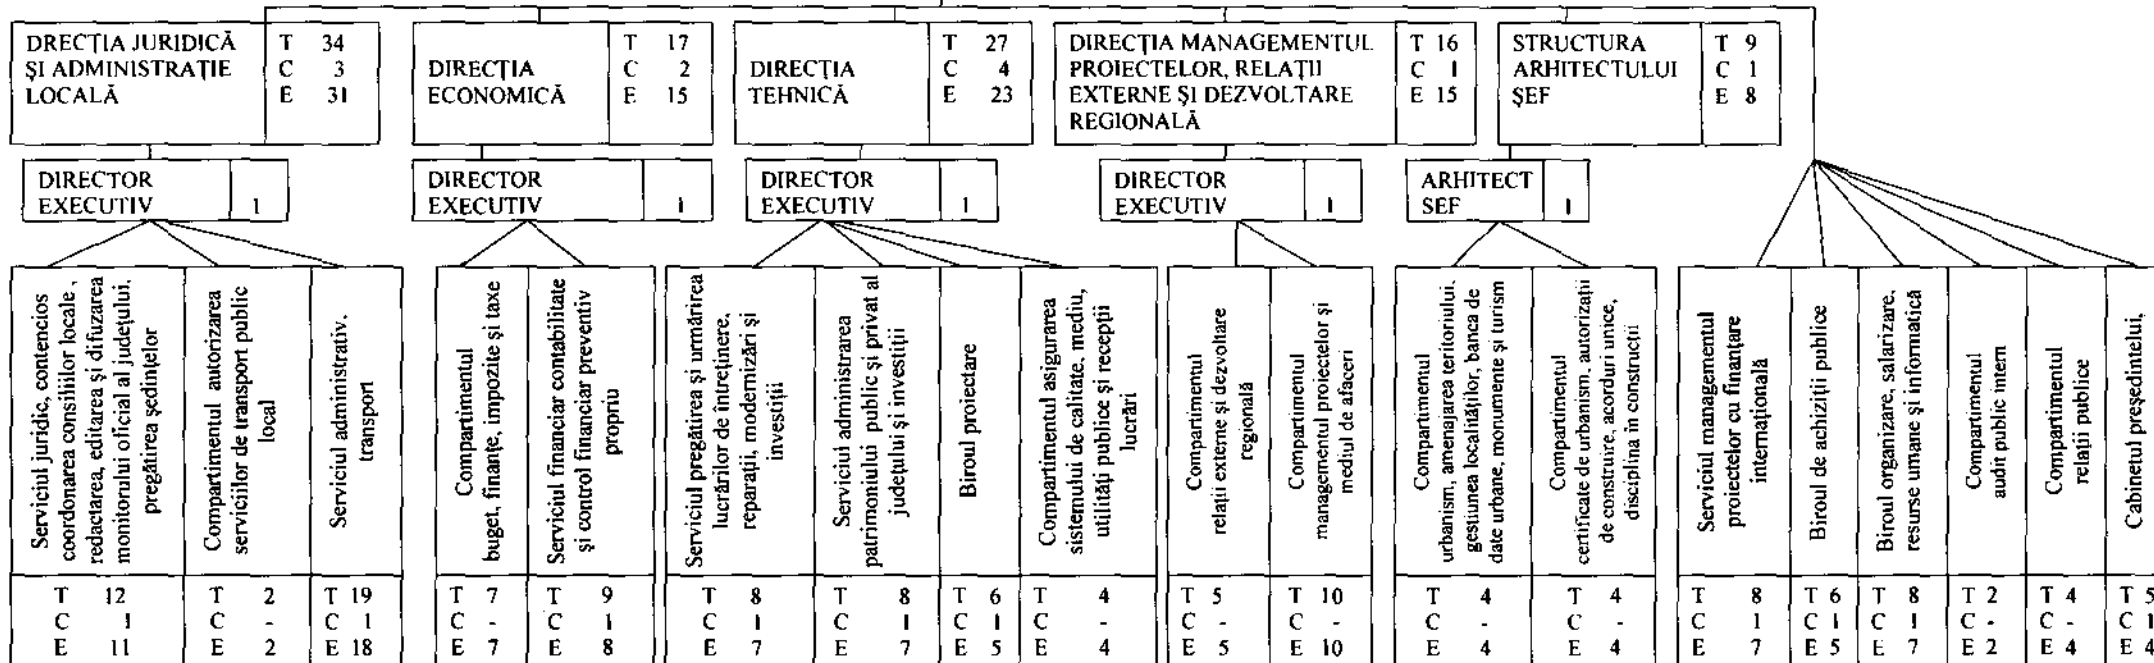 DRECȚIA JURIDICĂ
ȘI ADMINISTRAȚIE
LOCALĂ
T 34
C 3
E 31
DIRECȚIA
ECONOMICĂ
T 17
C 2
E 15
DIRECȚIA
TEHNICĂ
T 27
C 4
E 23
DIRECȚIA MANAGEMENTUL
PROIECTELOR, RELAȚII
EXTERNE ȘI DEZVOLTARE
REGIONALĂ
T 16
C 1
E 15
STRUCTURA
ARHITECTULUI
ȘEF
T 9
C 1
E 8
DIRECTOR
EXECUTIV 1
DIRECTOR
EXECUTIV 1
DIRECTOR
EXECUTIV 1
DIRECTOR
EXECUTIV 1
ARHITECT
SEF 1
Serviciul juridic, contencios
coordonarea consiliilor locale,
redactarea, editarea și difuzarea
monitorului oficial al județului,
pregătirea ședințelor
T 12
C 1
E 11
Compartimentul autorizarea
serviciilor de transport public
local
T 2
C -
E 2
Serviciul administrativ,
transport
T 19
C 1
E 18
Compartimentul
buget, finanțe, impozite și taxe
T 7
C -
E 7
Serviciul financiar contabilitate
și control financiar preventiv
propriu
T 9
C 1
E 8
Serviciul pregătirea și urmărirea
lucrărilor de întreținere,
reparații, modernizări și
investiții
T 8
C 1
E 7
Serviciul administrarea
patrimoniului public și privat al
județului și investiții
T 8
C 1
E 7
Biroul proiectare
T 6
C 1
E 5
Compartimentul asigurarea
sistemului de calitate, mediu,
utilități publice și recepții
lucrări
T 4
C -
E 4
Compartimentul
relații externe și dezvoltare
regională
T 5
C -
E 5
Compartimentul
managementul proiectelor și
mediul de afaceri
T 10
C -
E 10
Compartimentul
urbanism, amenajarea teritoriului,
gestiunea localităților, banca de
date urbane, monumente și turism
T 4
C -
E 4
Compartimentul
certificate de urbanism, autorizații
de construire, acorduri unice,
disciplina în construcții
T 4
C -
E 4
Serviciul managementul
proiectelor cu finanțare
internațională
T 8
C 1
E 7
Biroul de achiziții publice
T 6
C 1
E 5
Biroul organizare, salarizare,
resurse umane și informatică
T 8
C 1
E 7
Compartimentul
audit public intern
T 2
C -
E 2
Compartimentul
relații publice
T 4
C -
E 4
Cabinetul președintelui,
T 5
C 1
E 4